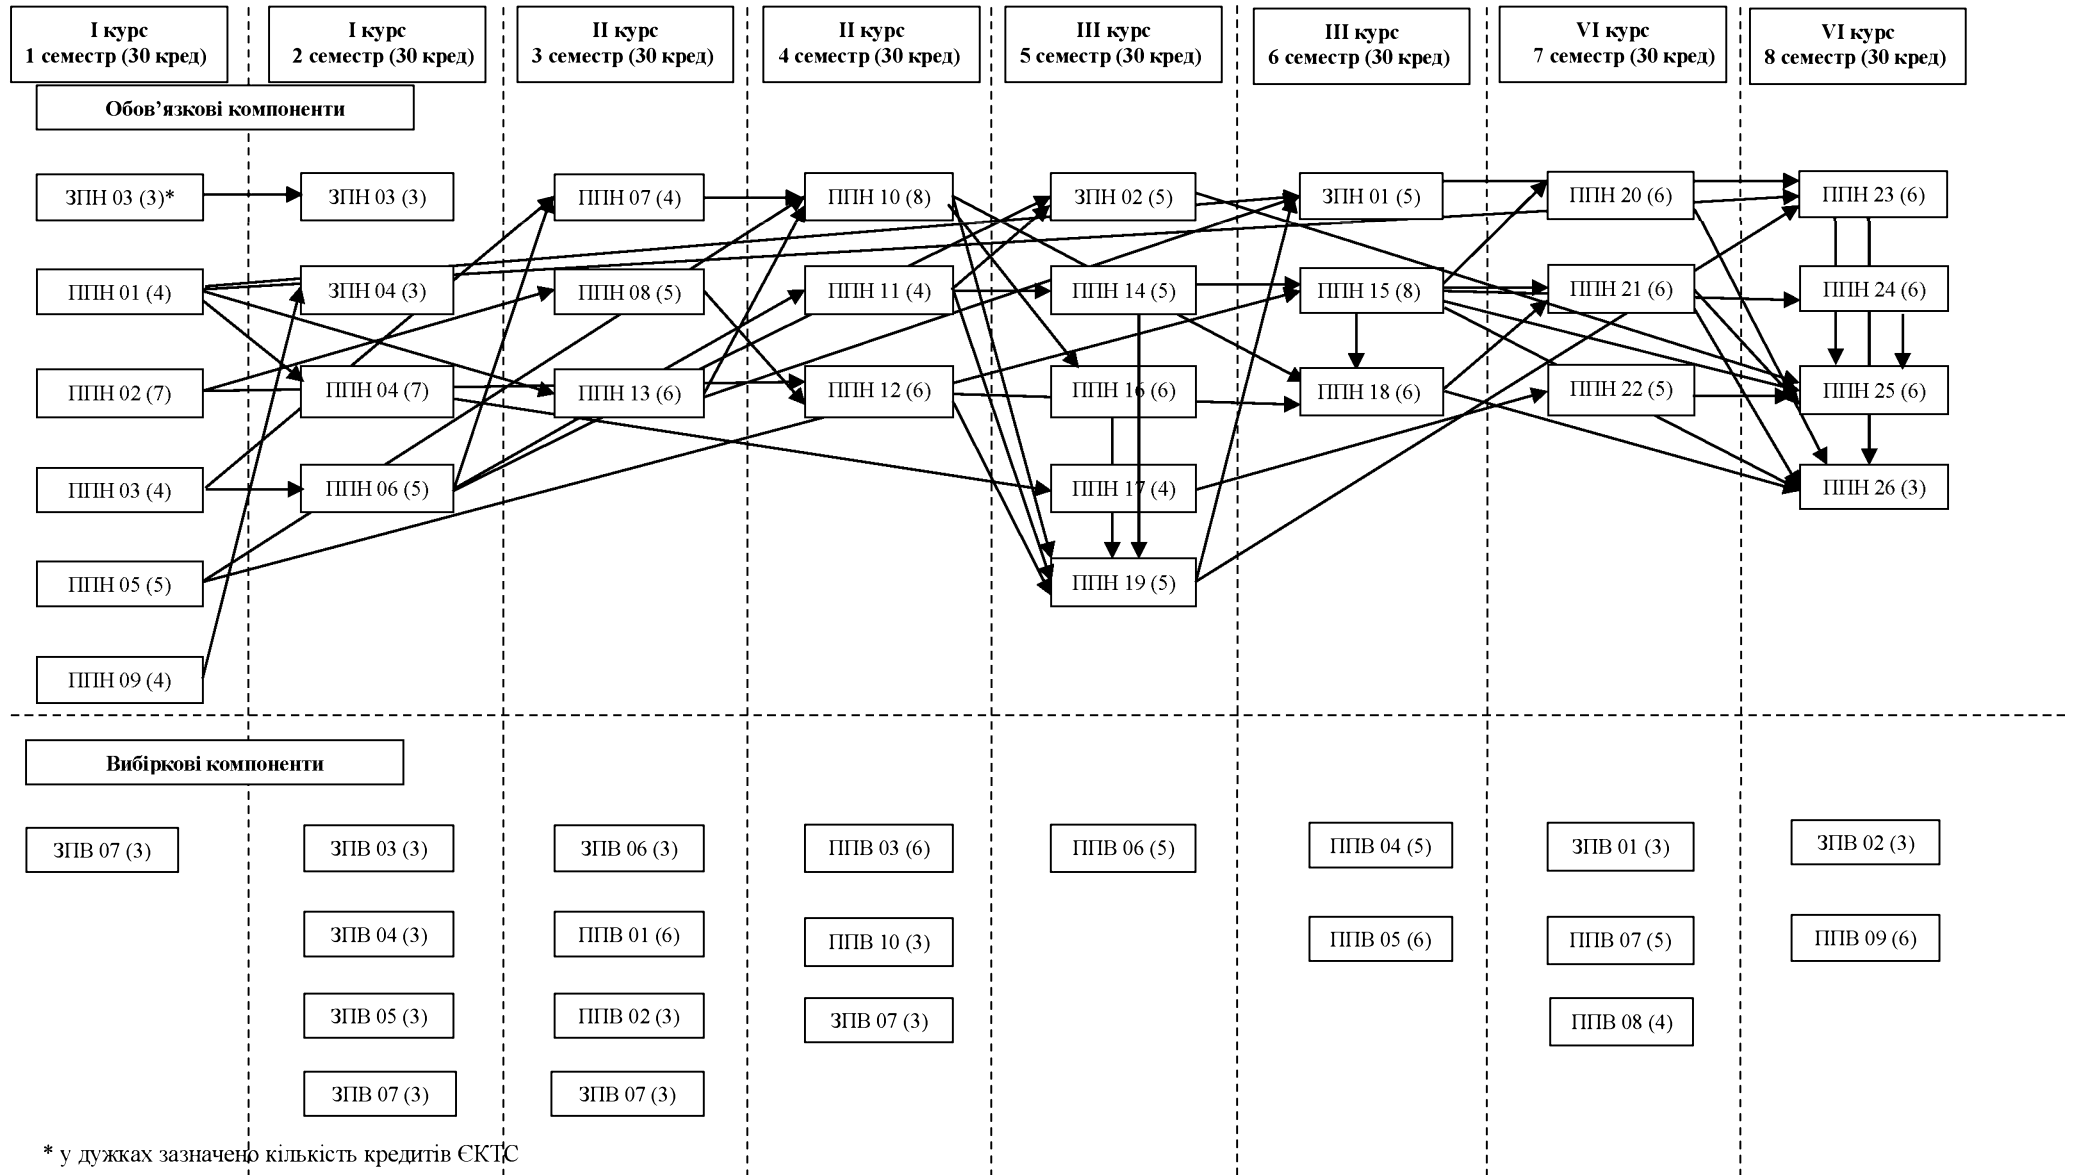 І курс
1 семестр (30 кред)
І курс
2 семестр (30 кред)
ІІ курс
3 семестр (30 кред)
ІІ курс
4 семестр (30 кред)
ІІІ курс
5 семестр (30 кред)
ІІІ курс
6 семестр (30 кред)
VІ курс
7 семестр (30 кред)
VІ курс
8 семестр (30 кред)
Обов’язкові компоненти
ЗПН 03 (3)*
ЗПН 03 (3)
ППН 07 (4)
ППН 10 (8)
ЗПН 02 (5)
ЗПН 01 (5)
ППН 20 (6)
ППН 23 (6)
ППН 01 (4)
ЗПН 04 (3)
ППН 08 (5)
ППН 11 (4)
ППН 14 (5)
ППН 15 (8)
ППН 21 (6)
ППН 24 (6)
ППН 02 (7)
ППН 04 (7)
ППН 13 (6)
ППН 12 (6)
ППН 16 (6)
ППН 18 (6)
ППН 22 (5)
ППН 25 (6)
ППН 03 (4)
ППН 06 (5)
ППН 17 (4)
ППН 26 (3)
ППН 05 (5)
ППН 19 (5)
ППН 09 (4)
Вибіркові компоненти
ЗПВ 07 (3)
ЗПВ 03 (3)
ЗПВ 06 (3)
ППВ 03 (6)
ППВ 06 (5)
ППВ 04 (5)
ЗПВ 01 (3)
ЗПВ 02 (3)
ЗПВ 04 (3)
ППВ 01 (6)
ППВ 10 (3)
ППВ 05 (6)
ППВ 07 (5)
ППВ 09 (6)
ЗПВ 05 (3)
ППВ 02 (3)
ЗПВ 07 (3)
ППВ 08 (4)
ЗПВ 07 (3)
ЗПВ 07 (3)
* у дужках зазначено кількість кредитів ЄКТС